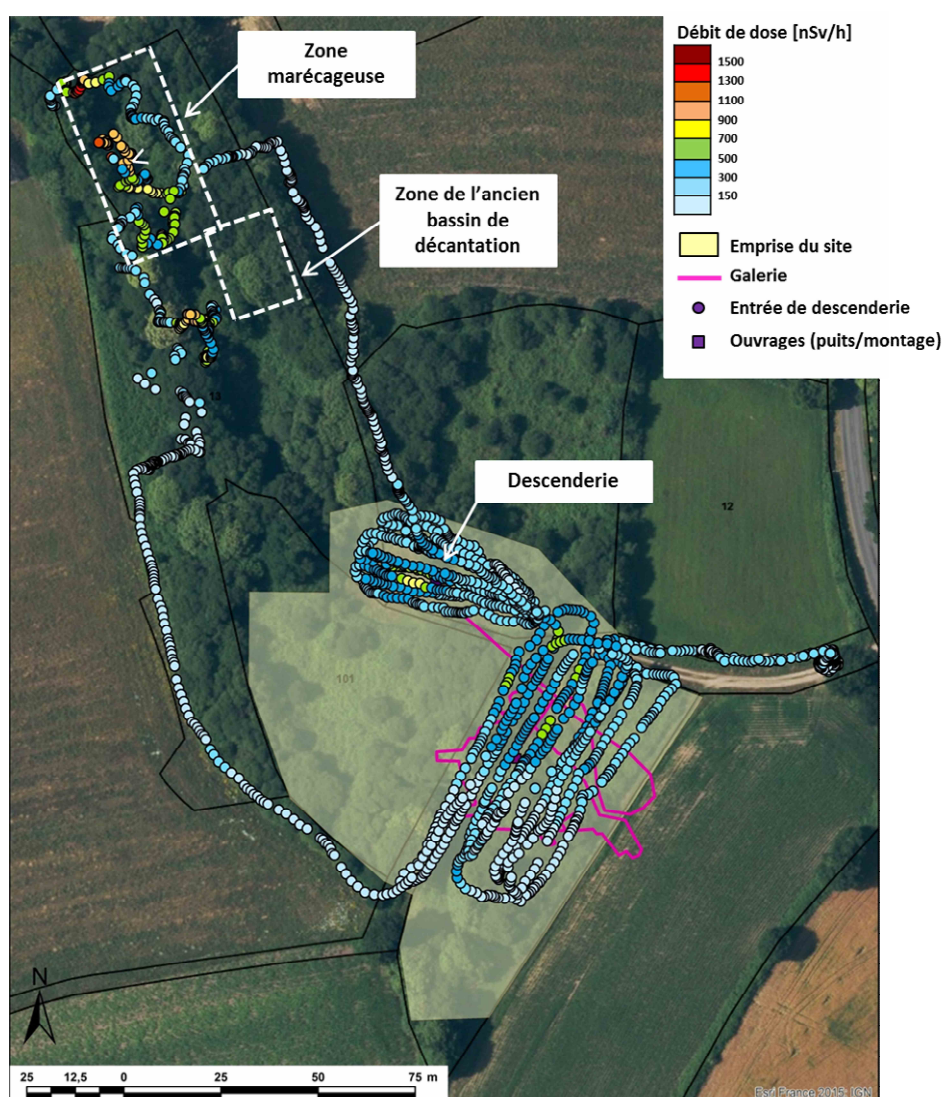 Zone
marécageuse
Zone de l’ancien
bassin de
décantation
Descenderie
Débit de dose [nSv/h]
1500
1300
1100
900
700
500
300
150
Emprise du site
Galerie
Entrée de descenderie
Ouvrages (puits/montage)
13
12
101
N
25 12,5 0 25 50 75 m
Esri France 2015; IGN